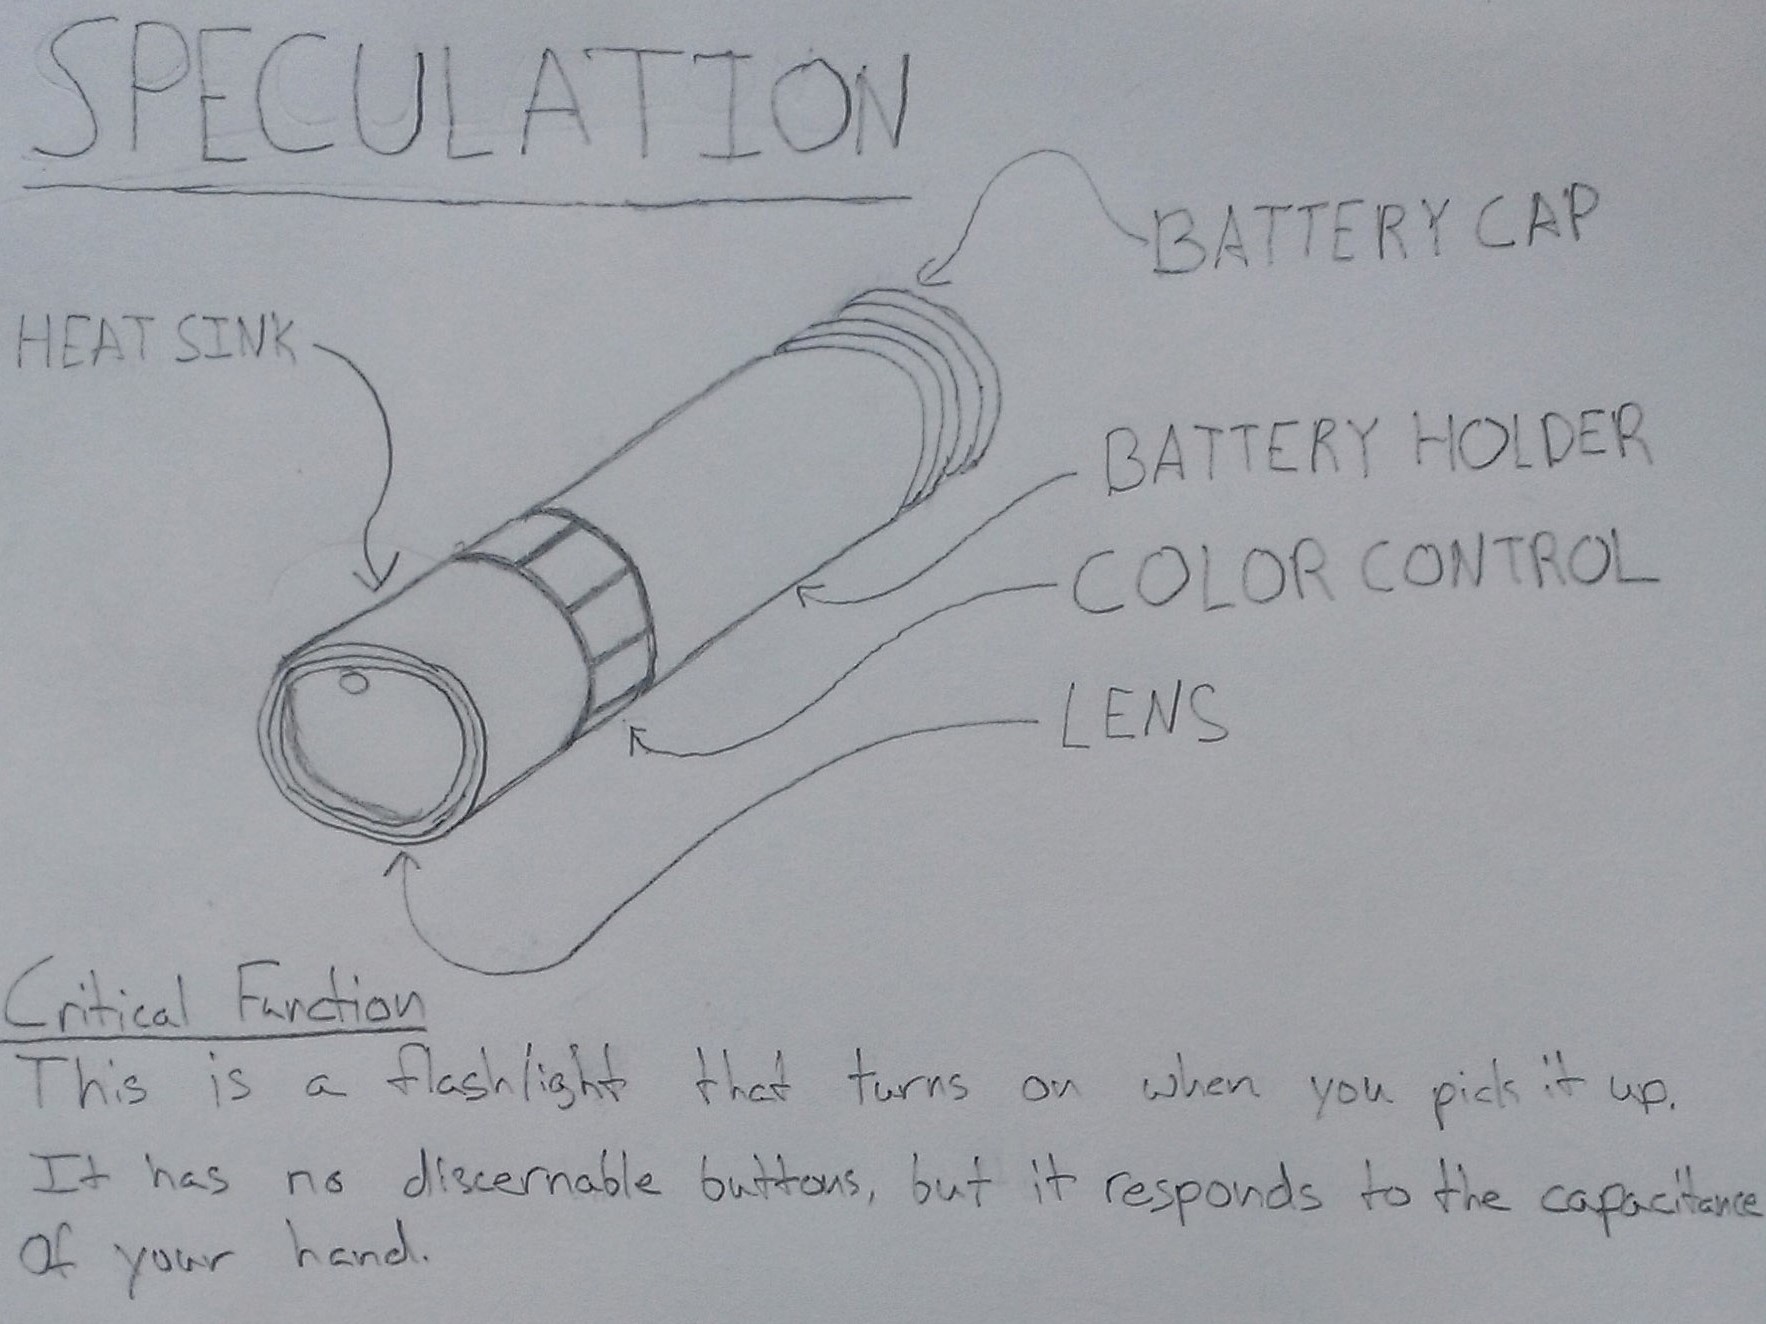 SPECULATION
BATTERY CAP
HEAT SINK
BATTERY HOLDER
COLOR CONTROL
LENS
Critical Function
This is a flashlight that turns on when you pick it up.
It has no discernable buttons, but it responds to the capacitance
of your hand.